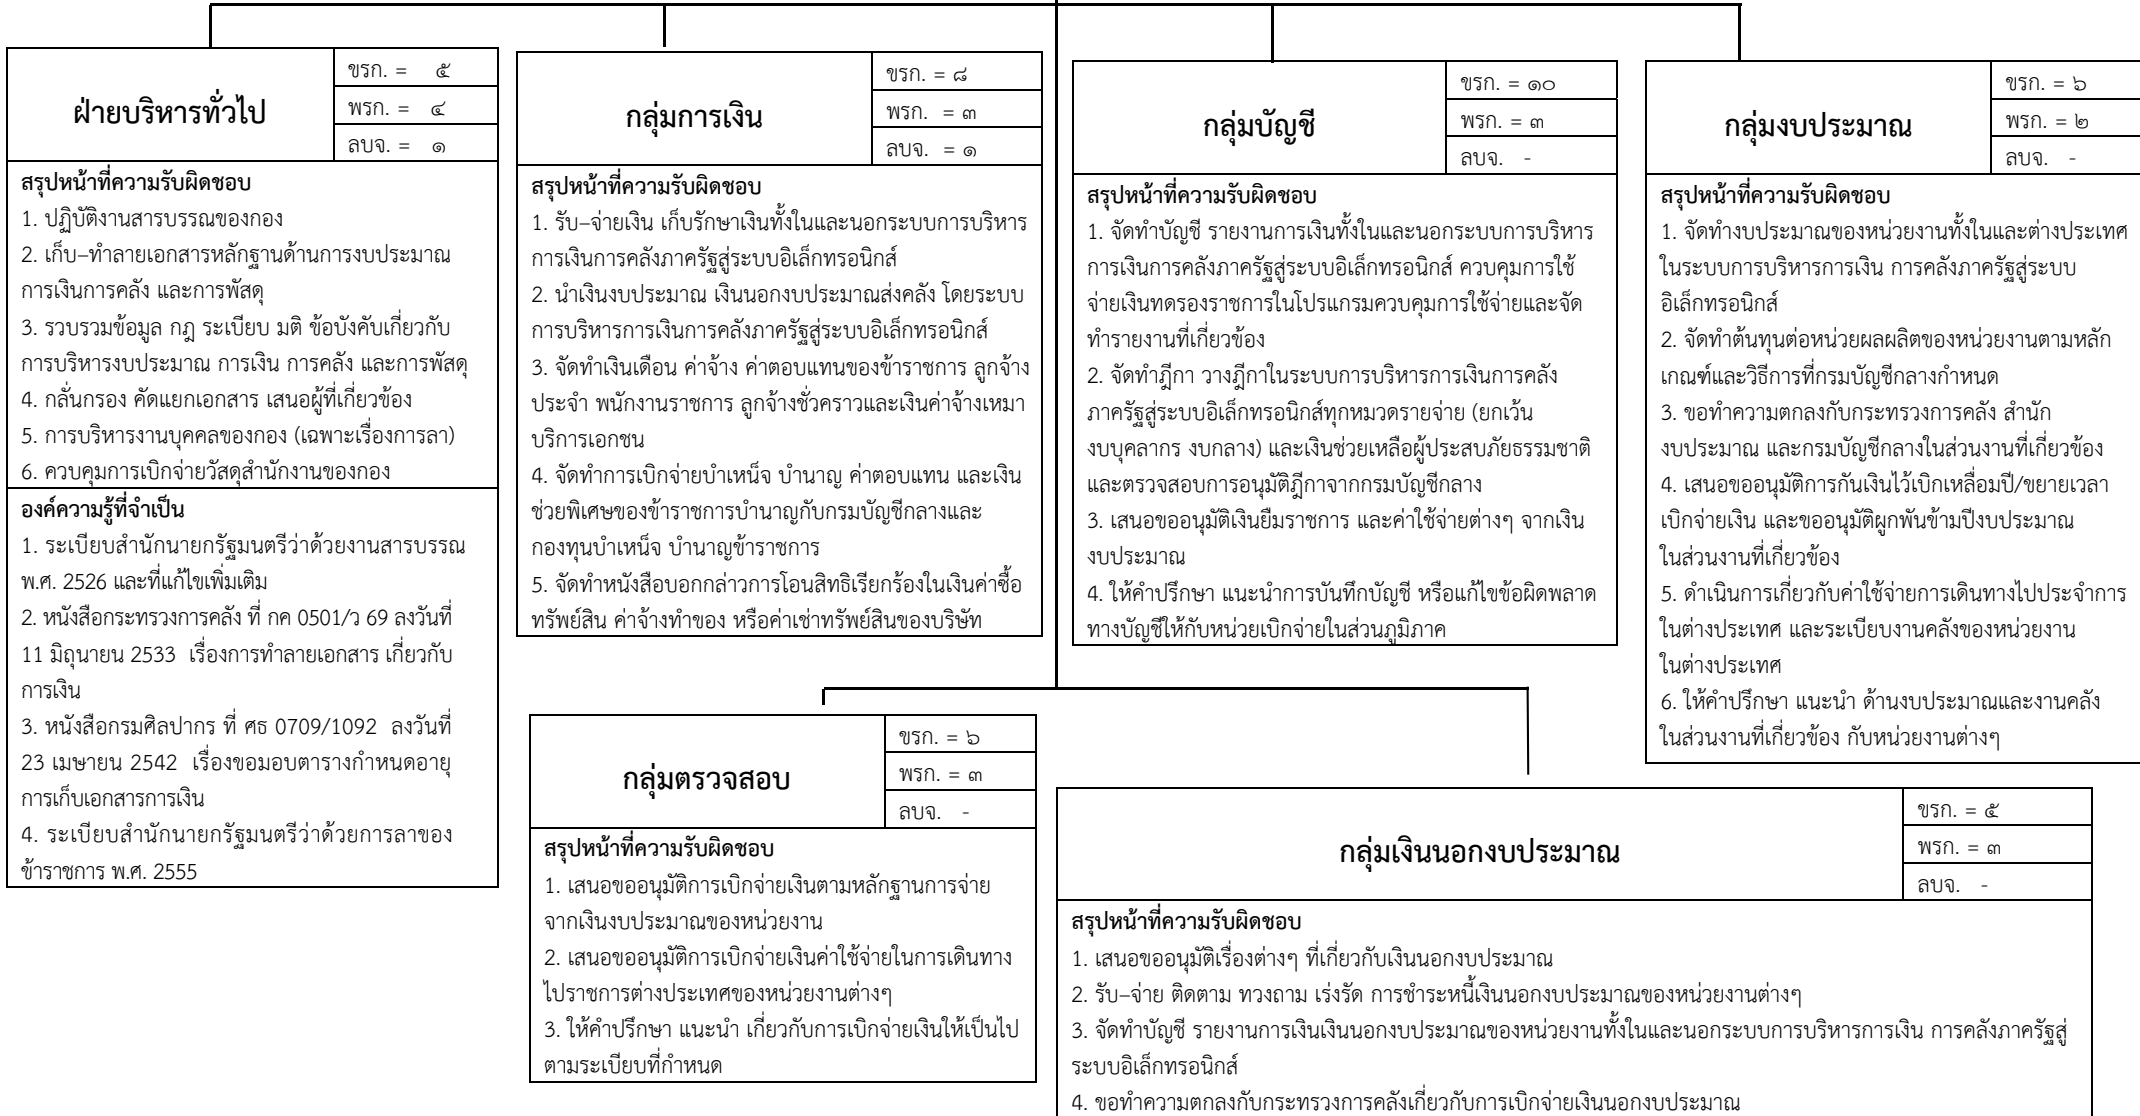 ฝ่ายบริหารทั่วไป
ขรก. = ๕
พรก. = ๔
ลบจ. = ๑
สรุปหน้าที่ความรับผิดชอบ
1. ปฏิบัติงานสารบรรณของกอง
2. เก็บ–ทำลายเอกสารหลักฐานด้านการงบประมาณ
การเงินการคลัง และการพัสดุ
3. รวบรวมข้อมูล กฎ ระเบียบ มติ ข้อบังคับเกี่ยวกับ
การบริหารงบประมาณ การเงิน การคลัง และการพัสดุ
4. กลั่นกรอง คัดแยกเอกสาร เสนอผู้ที่เกี่ยวข้อง
5. การบริหารงานบุคคลของกอง (เฉพาะเรื่องการลา)
6. ควบคุมการเบิกจ่ายวัสดุสำนักงานของกอง
องค์ความรู้ที่จำเป็น
1. ระเบียบสำนักนายกรัฐมนตรีว่าด้วยงานสารบรรณ
พ.ศ. 2526 และที่แก้ไขเพิ่มเติม
2. หนังสือกระทรวงการคลัง ที่ กค 0501/ว 69 ลงวันที่
11 มิถุนายน 2533 เรื่องการทำลายเอกสาร เกี่ยวกับ
การเงิน
3. หนังสือกรมศิลปากร ที่ ศธ 0709/1092 ลงวันที่
23 เมษายน 2542 เรื่องขอมอบตารางกำหนดอายุ
การเก็บเอกสารการเงิน
4. ระเบียบสำนักนายกรัฐมนตรีว่าด้วยการลาของ
ข้าราชการ พ.ศ. 2555
กลุ่มการเงิน
ขรก. = ๘
พรก. = ๓
ลบจ. = ๑
สรุปหน้าที่ความรับผิดชอบ
1. รับ–จ่ายเงิน เก็บรักษาเงินทั้งในและนอกระบบการบริหาร
การเงินการคลังภาครัฐสู่ระบบอิเล็กทรอนิกส์
2. นำเงินงบประมาณ เงินนอกงบประมาณส่งคลัง โดยระบบ
การบริหารการเงินการคลังภาครัฐสู่ระบบอิเล็กทรอนิกส์
3. จัดทำเงินเดือน ค่าจ้าง ค่าตอบแทนของข้าราชการ ลูกจ้าง
ประจำ พนักงานราชการ ลูกจ้างชั่วคราวและเงินค่าจ้างเหมา
บริการเอกชน
4. จัดทำการเบิกจ่ายบำเหน็จ บำนาญ ค่าตอบแทน และเงิน
ช่วยพิเศษของข้าราชการบำนาญกับกรมบัญชีกลางและ
กองทุนบำเหน็จ บำนาญข้าราชการ
5. จัดทำหนังสือบอกกล่าวการโอนสิทธิเรียกร้องในเงินค่าซื้อ
ทรัพย์สิน ค่าจ้างทำของ หรือค่าเช่าทรัพย์สินของบริษัท
กลุ่มบัญชี
ขรก. = ๑๐
พรก. = ๓
ลบจ. -
สรุปหน้าที่ความรับผิดชอบ
1. จัดทำบัญชี รายงานการเงินทั้งในและนอกระบบการบริหาร
การเงินการคลังภาครัฐสู่ระบบอิเล็กทรอนิกส์ ควบคุมการใช้
จ่ายเงินทดรองราชการในโปรแกรมควบคุมการใช้จ่ายและจัด
ทำรายงานที่เกี่ยวข้อง
2. จัดทำฎีกา วางฎีกาในระบบการบริหารการเงินการคลัง
ภาครัฐสู่ระบบอิเล็กทรอนิกส์ทุกหมวดรายจ่าย (ยกเว้น
งบบุคลากร งบกลาง) และเงินช่วยเหลือผู้ประสบภัยธรรมชาติ
และตรวจสอบการอนุมัติฎีกาจากกรมบัญชีกลาง
3. เสนอขออนุมัติเงินยืมราชการ และค่าใช้จ่ายต่างๆ จากเงิน
งบประมาณ
4. ให้คำปรึกษา แนะนำการบันทึกบัญชี หรือแก้ไขข้อผิดพลาด
ทางบัญชีให้กับหน่วยเบิกจ่ายในส่วนภูมิภาค
กลุ่มงบประมาณ
ขรก. = ๖
พรก. = ๒
ลบจ. -
สรุปหน้าที่ความรับผิดชอบ
1. จัดทำงบประมาณของหน่วยงานทั้งในและต่างประเทศ
ในระบบการบริหารการเงิน การคลังภาครัฐสู่ระบบ
อิเล็กทรอนิกส์
2. จัดทำต้นทุนต่อหน่วยผลผลิตของหน่วยงานตามหลัก
เกณฑ์และวิธีการที่กรมบัญชีกลางกำหนด
3. ขอทำความตกลงกับกระทรวงการคลัง สำนัก
งบประมาณ และกรมบัญชีกลางในส่วนงานที่เกี่ยวข้อง
4. เสนอขออนุมัติการกันเงินไว้เบิกเหลื่อมปี/ขยายเวลา
เบิกจ่ายเงิน และขออนุมัติผูกพันข้ามปีงบประมาณ
ในส่วนงานที่เกี่ยวข้อง
5. ดำเนินการเกี่ยวกับค่าใช้จ่ายการเดินทางไปประจำการ
ในต่างประเทศ และระเบียบงานคลังของหน่วยงาน
ในต่างประเทศ
6. ให้คำปรึกษา แนะนำ ด้านงบประมาณและงานคลัง
ในส่วนงานที่เกี่ยวข้อง กับหน่วยงานต่างๆ
กลุ่มตรวจสอบ
ขรก. = ๖
พรก. = ๓
ลบจ. -
สรุปหน้าที่ความรับผิดชอบ
1. เสนอขออนุมัติการเบิกจ่ายเงินตามหลักฐานการจ่าย
จากเงินงบประมาณของหน่วยงาน
2. เสนอขออนุมัติการเบิกจ่ายเงินค่าใช้จ่ายในการเดินทาง
ไปราชการต่างประเทศของหน่วยงานต่างๆ
3. ให้คำปรึกษา แนะนำ เกี่ยวกับการเบิกจ่ายเงินให้เป็นไป
ตามระเบียบที่กำหนด
กลุ่มเงินนอกงบประมาณ
ขรก. = ๕
พรก. = ๓
ลบจ. -
สรุปหน้าที่ความรับผิดชอบ
1. เสนอขออนุมัติเรื่องต่างๆ ที่เกี่ยวกับเงินนอกงบประมาณ
2. รับ–จ่าย ติดตาม ทวงถาม เร่งรัด การชำระหนี้เงินนอกงบประมาณของหน่วยงานต่างๆ
3. จัดทำบัญชี รายงานการเงินเงินนอกงบประมาณของหน่วยงานทั้งในและนอกระบบการบริหารการเงิน การคลังภาครัฐสู่
ระบบอิเล็กทรอนิกส์
4. ขอทำความตกลงกับกระทรวงการคลังเกี่ยวกับการเบิกจ่ายเงินนอกงบประมาณ